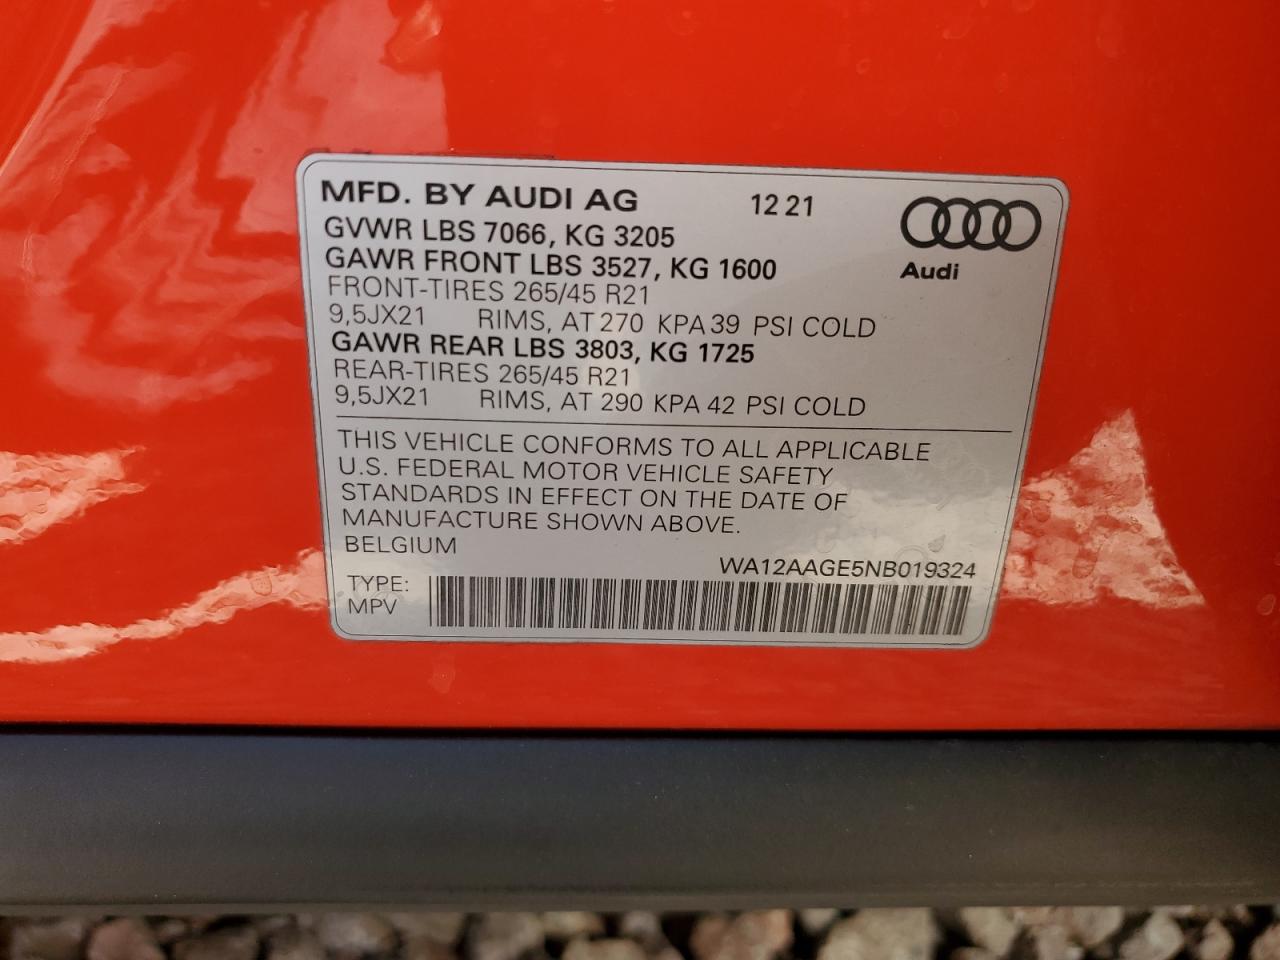 MFD. BY AUDI AG 12 21
GVWR LBS 7066, KG 3205
GAWR FRONT LBS 3527, KG 1600
Audi
FRONT-TIRES 265/45 R21
9,5JX21 RIMS, AT 270 KPA 39 PSI COLD
GAWR REAR LBS 3803, KG 1725
REAR-TIRES 265/45 R21
9,5JX21 RIMS, AT 290 KPA 42 PSI COLD
THIS VEHICLE CONFORMS TO ALL APPLICABLE
U.S. FEDERAL MOTOR VEHICLE SAFETY
STANDARDS IN EFFECT ON THE DATE OF
MANUFACTURE SHOWN ABOVE.
BELGIUM
WA12AAGE5NB019324
TYPE:
MPV